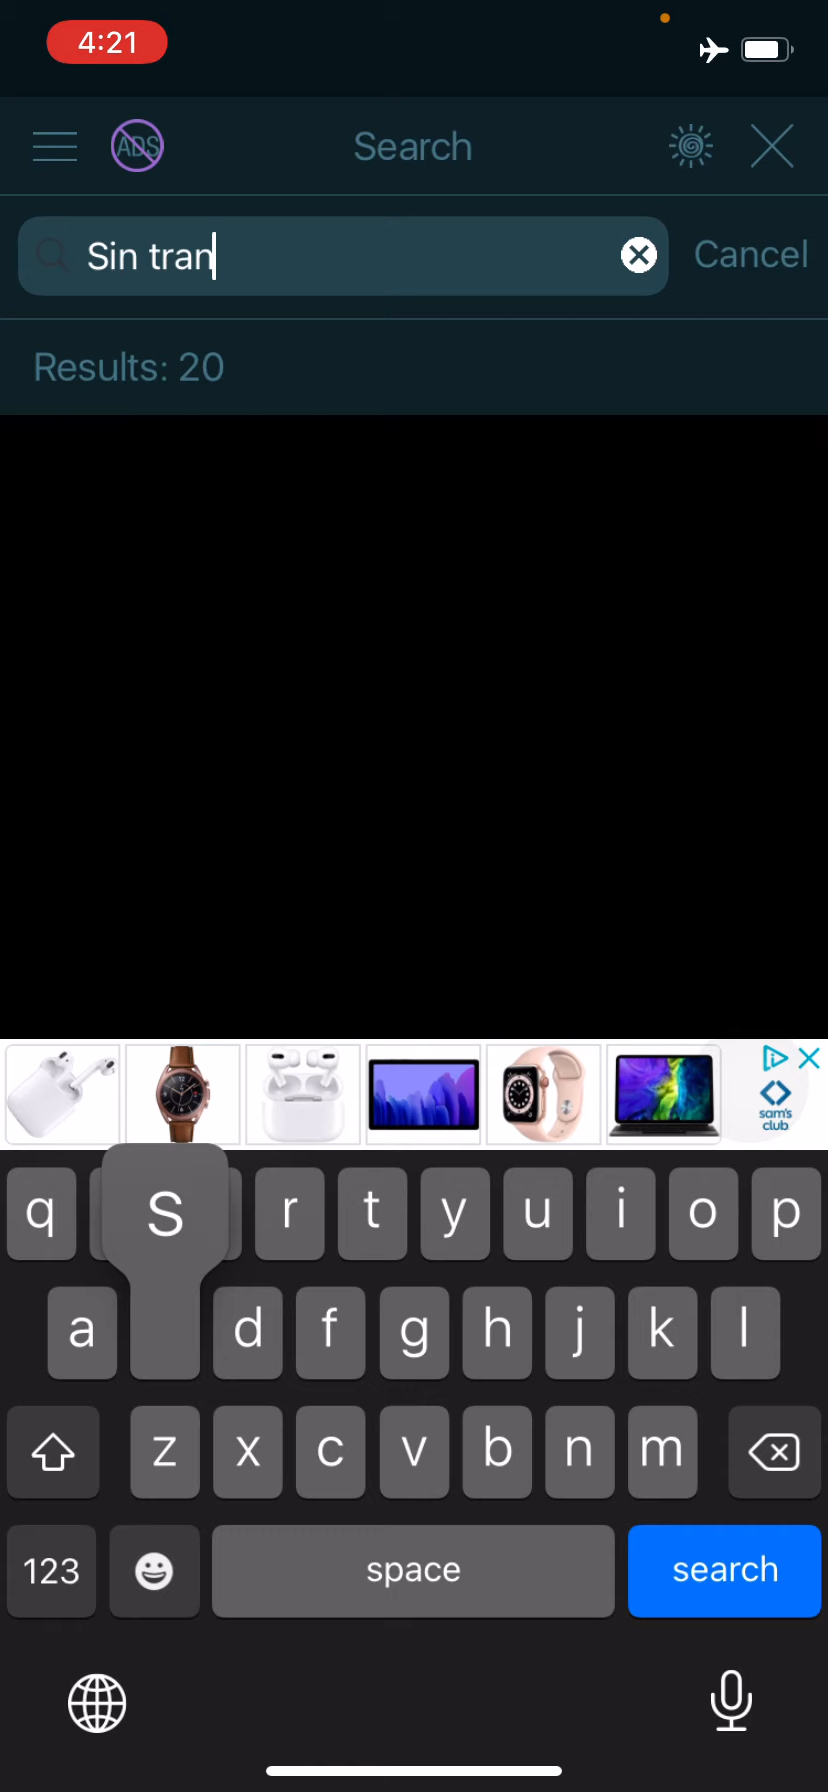 4:21
ADS
Search
Sin tran
Cancel
Results: 20
sam's
club
q S r t y u i o p
a d f g h j k l
z x c v b n m
123 space search